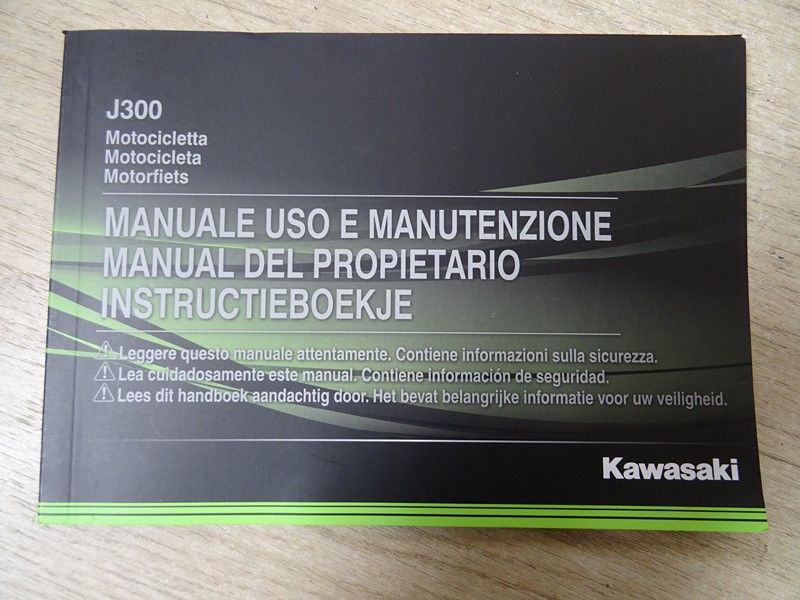 J300
Motocicletta
Motocicleta
Motorfiets
MANUALE USO E MANUTENZIONE
MANUAL DEL PROPIETARIO
INSTRUCTIEBOEKJE
Leggere questo manuale attentamente. Contiene informazioni sulla sicurezza.
Lea cuidadosamente este manual. Contiene información de seguridad.
Lees dit handboek aandachtig door. Het bevat belangrijke informatie voor uw veiligheid.
Kawasaki